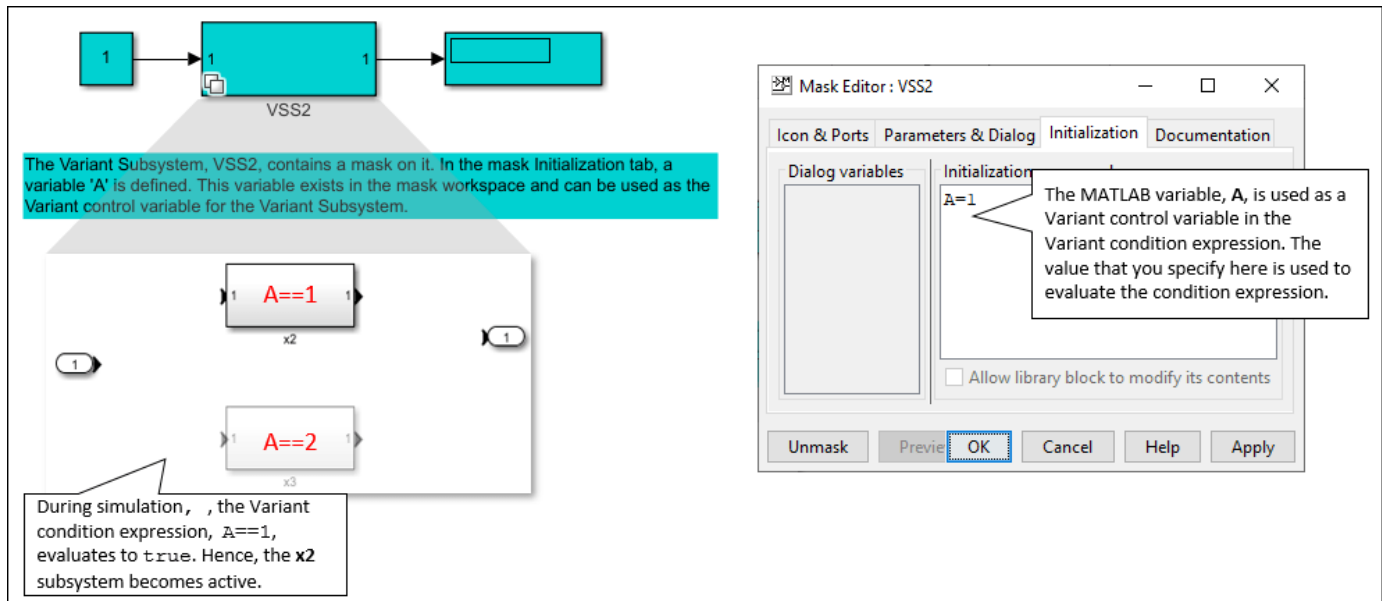 1
1 1
VSS2
The Variant Subsystem, VSS2, contains a mask on it. In the mask Initialization tab, a
variable 'A' is defined. This variable exists in the mask workspace and can be used as the
Variant control variable for the Variant Subsystem.
1 A==1 1
x2
1
1
1 A==2 1
x3
During simulation, , the Variant
condition expression, A==1,
evaluates to true. Hence, the x2
subsystem becomes active.
Mask Editor : VSS2
Icon & Ports Parameters & Dialog Initialization Documentation
Dialog variables Initialization
A=1
The MATLAB variable, A, is used as a
Variant control variable in the
Variant condition expression. The
value that you specify here is used to
evaluate the condition expression.
Allow library block to modify its contents
Unmask Previe OK Cancel Help Apply